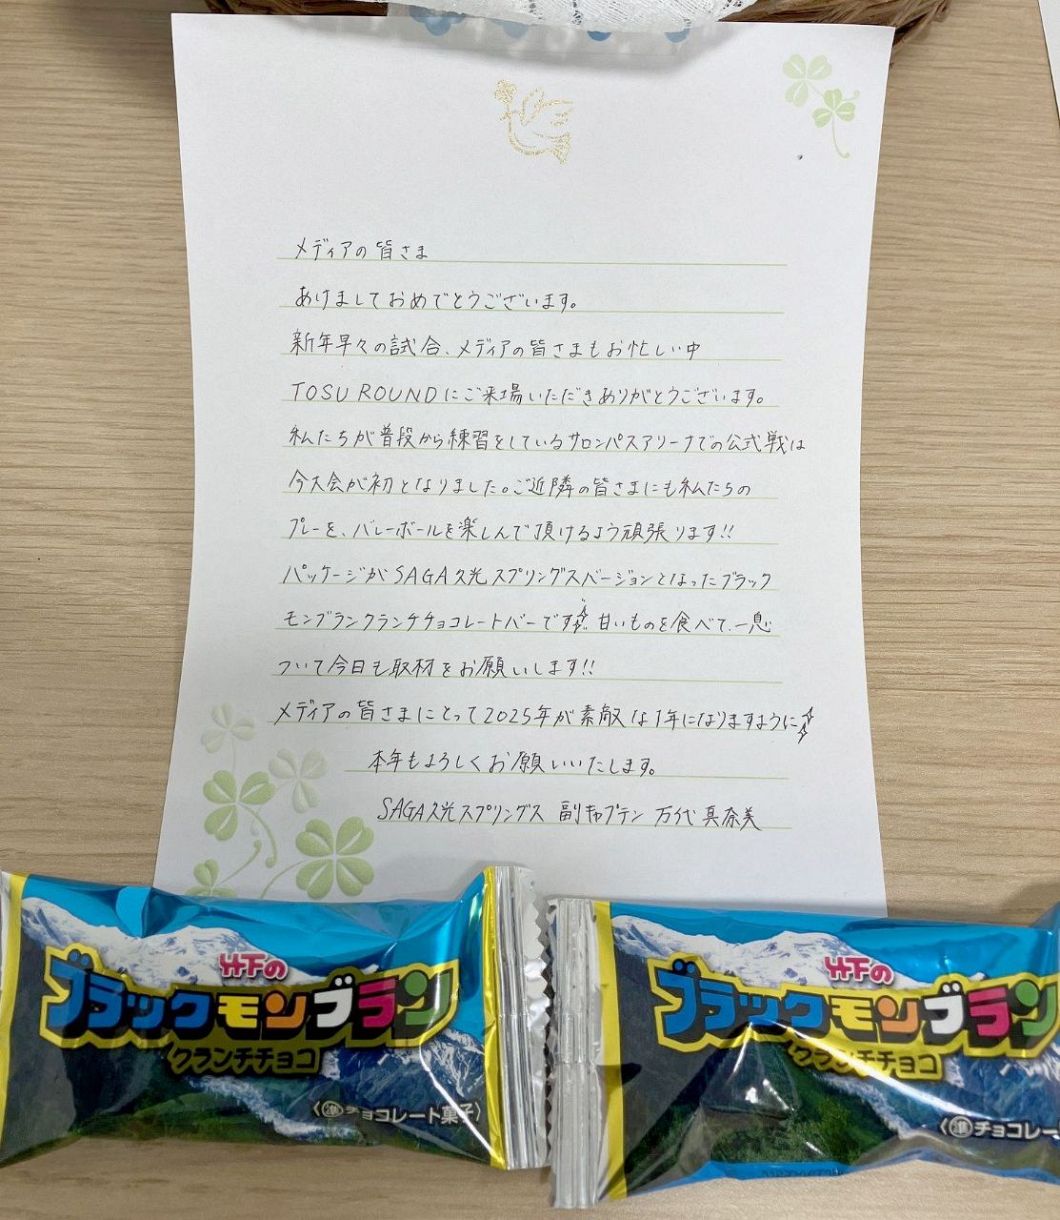 メディアの皆さま
あけましておめでとうございます。
新年早々の試合、メディアの皆さまもお忙しい中
TOSU ROUNDにご来場いただきありがとうございます。
私たちが普段から練習をしているサロンパスアリーナでの公式戦は
今大会が初となりました。ご近隣の皆さまにも私たちの
プレーを、バレーボールを楽しんで頂けるよう頑張ります!!
パッケージがSAGA久光スプリングスバージョンとなったブラック
モンブランクランチチョコレートバーです 甘いものを食べて、一息
ついて今日も取材をお願いします!!
メディアの皆さまにとって2025年が素敵な1年になりますように
本年もよろしくお願いいたします。
SAGA久光スプリングス 副キャプテン 万代 真奈美
竹下の
ブラックモンブラン
クランチチョコ
〈準チョコレート菓子〉
竹下の
ブラックモンブラン
クランチチョコ
〈準チョコレー